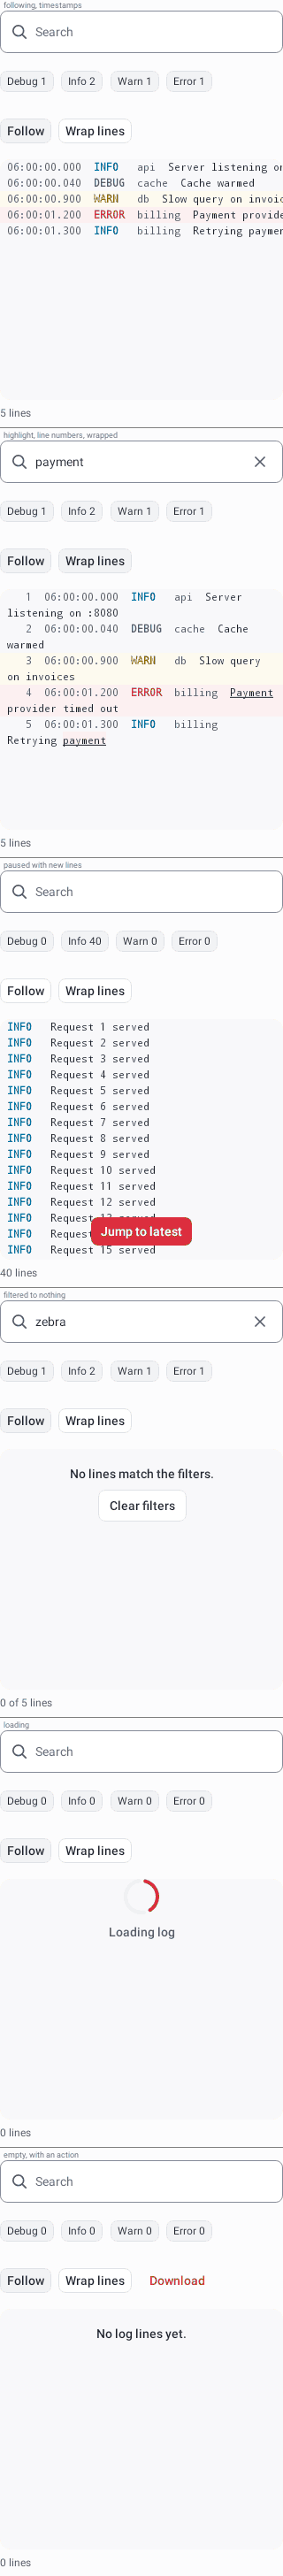 following, timestamps
Search
Debug 1 Info 2 Warn 1 Error 1
Follow Wrap lines
06:00:00.000 INFO api Server listening on
06:00:00.040 DEBUG cache Cache warmed
06:00:00.900 WARN db Slow query on invoic
06:00:01.200 ERROR billing Payment provide
06:00:01.300 INFO billing Retrying paymen
5 lines
highlight, line numbers, wrapped
payment
Debug 1 Info 2 Warn 1 Error 1
Follow Wrap lines
1 06:00:00.000 INFO api Server
listening on :8080
2 06:00:00.040 DEBUG cache Cache
warmed
3 06:00:00.900 WARN db Slow query
on invoices
4 06:00:01.200 ERROR billing Payment
provider timed out
5 06:00:01.300 INFO billing
Retrying payment
5 lines
paused with new lines
Search
Debug 0 Info 40 Warn 0 Error 0
Follow Wrap lines
INFO Request 1 served
INFO Request 2 served
INFO Request 3 served
INFO Request 4 served
INFO Request 5 served
INFO Request 6 served
INFO Request 7 served
INFO Request 8 served
INFO Request 9 served
INFO Request 10 served
INFO Request 11 served
INFO Request 12 served
INFO Request 13 served
INFO Request
Jump to latest
INFO Request 15 served
40 lines
filtered to nothing
zebra
Debug 1 Info 2 Warn 1 Error 1
Follow Wrap lines
No lines match the filters.
Clear filters
0 of 5 lines
loading
Search
Debug 0 Info 0 Warn 0 Error 0
Follow Wrap lines
Loading log
0 lines
empty, with an action
Search
Debug 0 Info 0 Warn 0 Error 0
Follow Wrap lines Download
No log lines yet.
0 lines